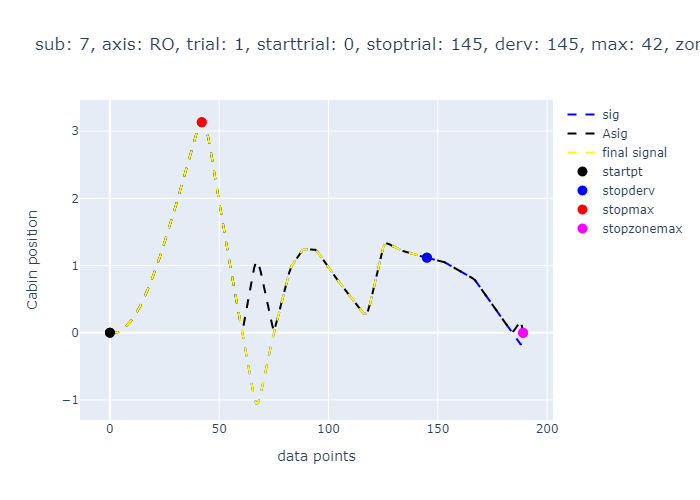 sub: 7, axis: RO, trial: 1, starttrial: 0, stoptrial: 145, derv: 145, max: 42, zor
sig
Asig
final signal
startpt
stopderv
stopmax
stopzonemax
Cabin position
3
2
1
0
−1
0
50
100
150
200
data points